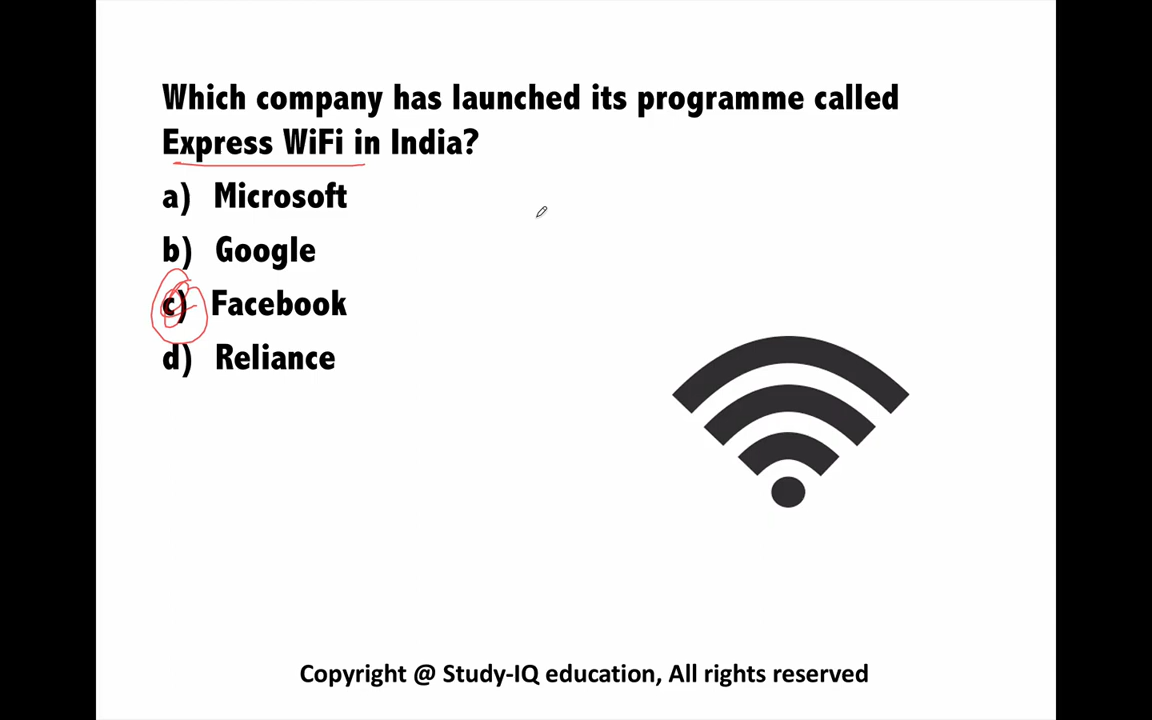 Which company has launched its programme called
Express WiFi in India?
a) Microsoft
b) Google
c) Facebook
d) Reliance
Copyright @ Study-IQ education, All rights reserved